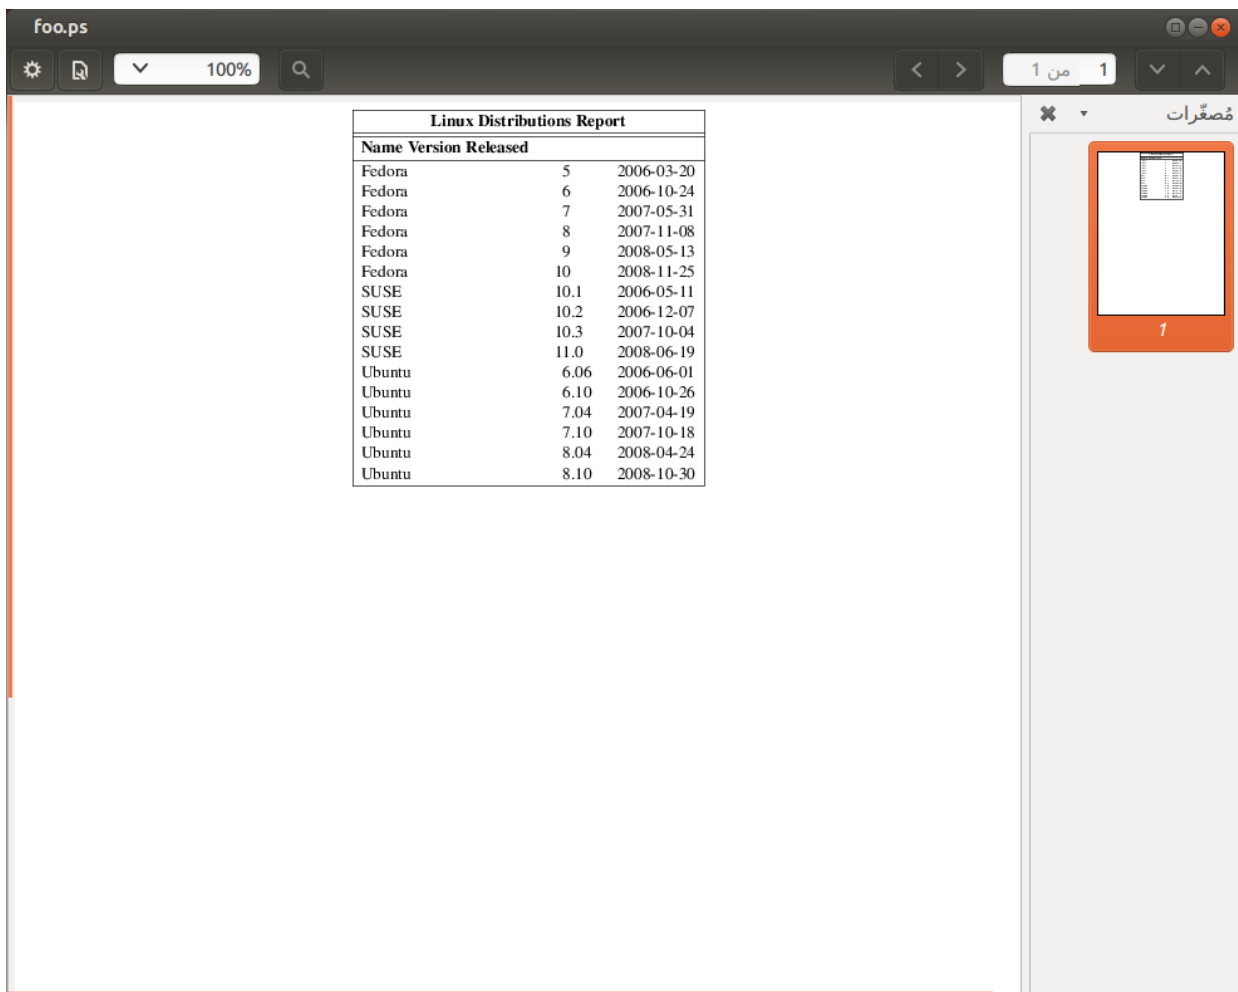 foo.ps
100%
1 من 1
مُصغّرات
Linux Distributions Report
Name Version Released
Fedora 5 2006-03-20
Fedora 6 2006-10-24
Fedora 7 2007-05-31
Fedora 8 2007-11-08
Fedora 9 2008-05-13
Fedora 10 2008-11-25
SUSE 10.1 2006-05-11
SUSE 10.2 2006-12-07
SUSE 10.3 2007-10-04
SUSE 11.0 2008-06-19
Ubuntu 6.06 2006-06-01
Ubuntu 6.10 2006-10-26
Ubuntu 7.04 2007-04-19
Ubuntu 7.10 2007-10-18
Ubuntu 8.04 2008-04-24
Ubuntu 8.10 2008-10-30
1